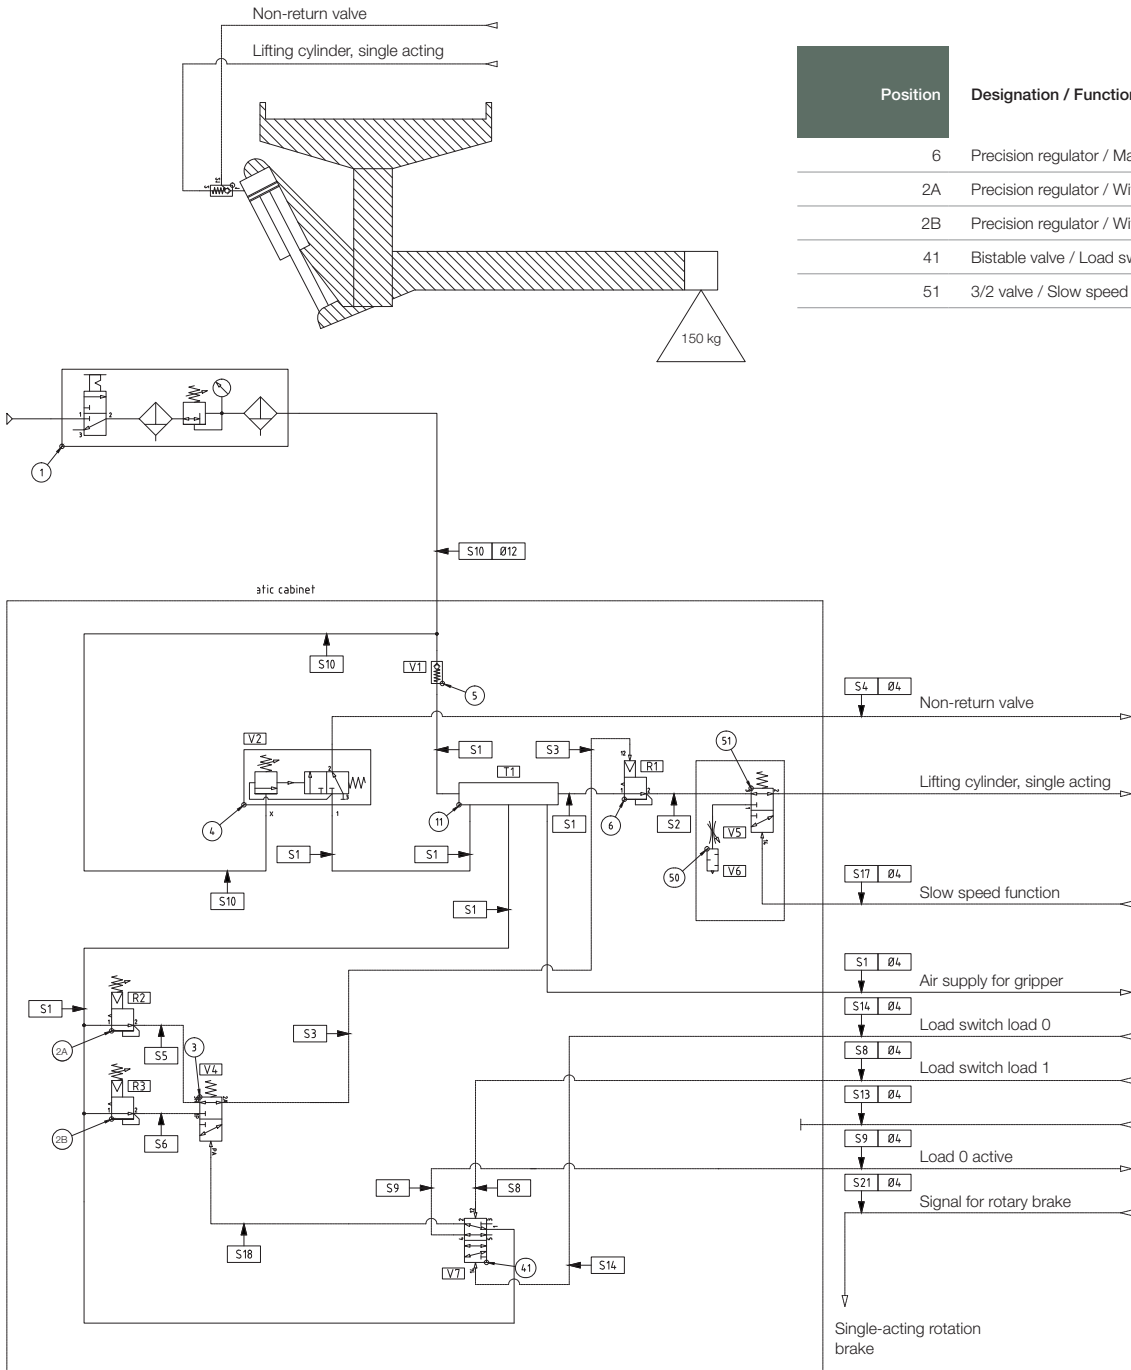 Non-return valve
Lifting cylinder, single acting
Position Designation / Function
6 Precision regulator / Ma
2A Precision regulator / Wi
2B Precision regulator / Wi
41 Bistable valve / Load sw
51 3/2 valve / Slow speed
150 kg
1 2
3
1
S10 Ø12
atic cabinet
S10
V1
5
S4 Ø4
Non-return valve
V2
S1
S3
51
T1
R1
Lifting cylinder, single acting
4
11
S1
6
S2
V5
X 1
S1
S1
50
V6
S10
S17 Ø4
Slow speed function
S1
S1 Ø4
Air supply for gripper
R2
S1
S14 Ø4
Load switch load 0
2A
S5
3
S3
S8 Ø4
Load switch load 1
V4
R3
S13 Ø4
2B
S6
S9 Ø4
Load 0 active
S9
S8
S21 Ø4
Signal for rotary brake
S18
V7
41
S14
Single-acting rotation
brake